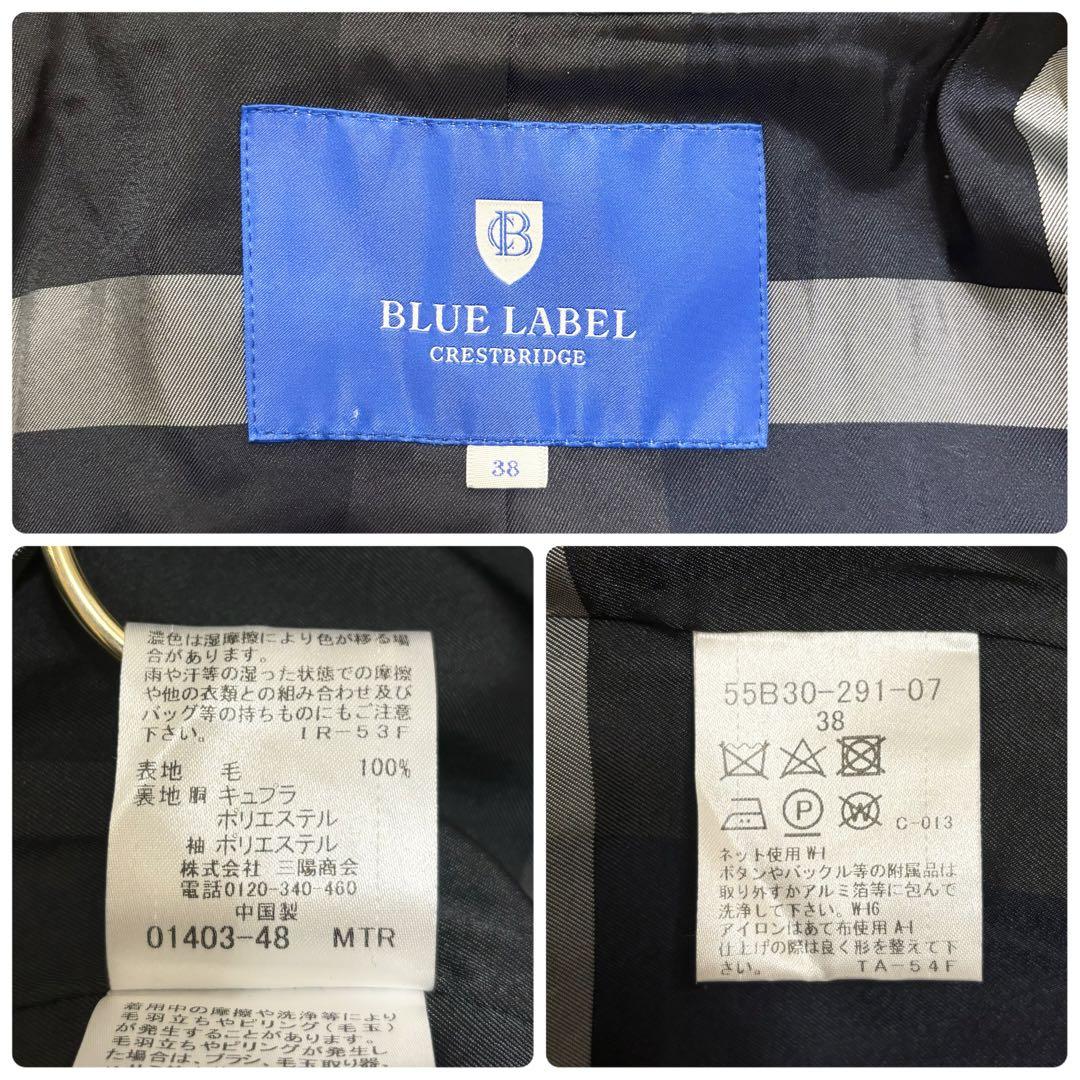 CB
BLUE LABEL
CRESTBRIDGE
38
濃色は湿摩擦により色が移る場
合があります。
雨や汗等の湿った状態での摩擦
や他の衣類との組み合わせ及び
バッグ等の持ちものにもご注意
下さい。 IR-53F
表地 毛 100%
裏地 胴 キュプラ
ポリエステル
袖 ポリエステル
株式会社 三陽商会
電話0120-340-460
中国製
01403-48 MTR
着用中の摩擦や洗浄等により
毛羽立ちやピリング(毛玉)
が発生することがあります。
毛羽立ちやピリングが発生し
た場合は、ブラシ、毛玉取り器、
55B30-291-07
38
P W C-013
ネット使用 W-1
ボタンやバックル等の附属品は
取り外すかアルミ箔等に包んで
洗浄して下さい。W-16
アイロンはあて布使用 A-1
仕上げの際は良く形を整えて下
さい。 TA-54F